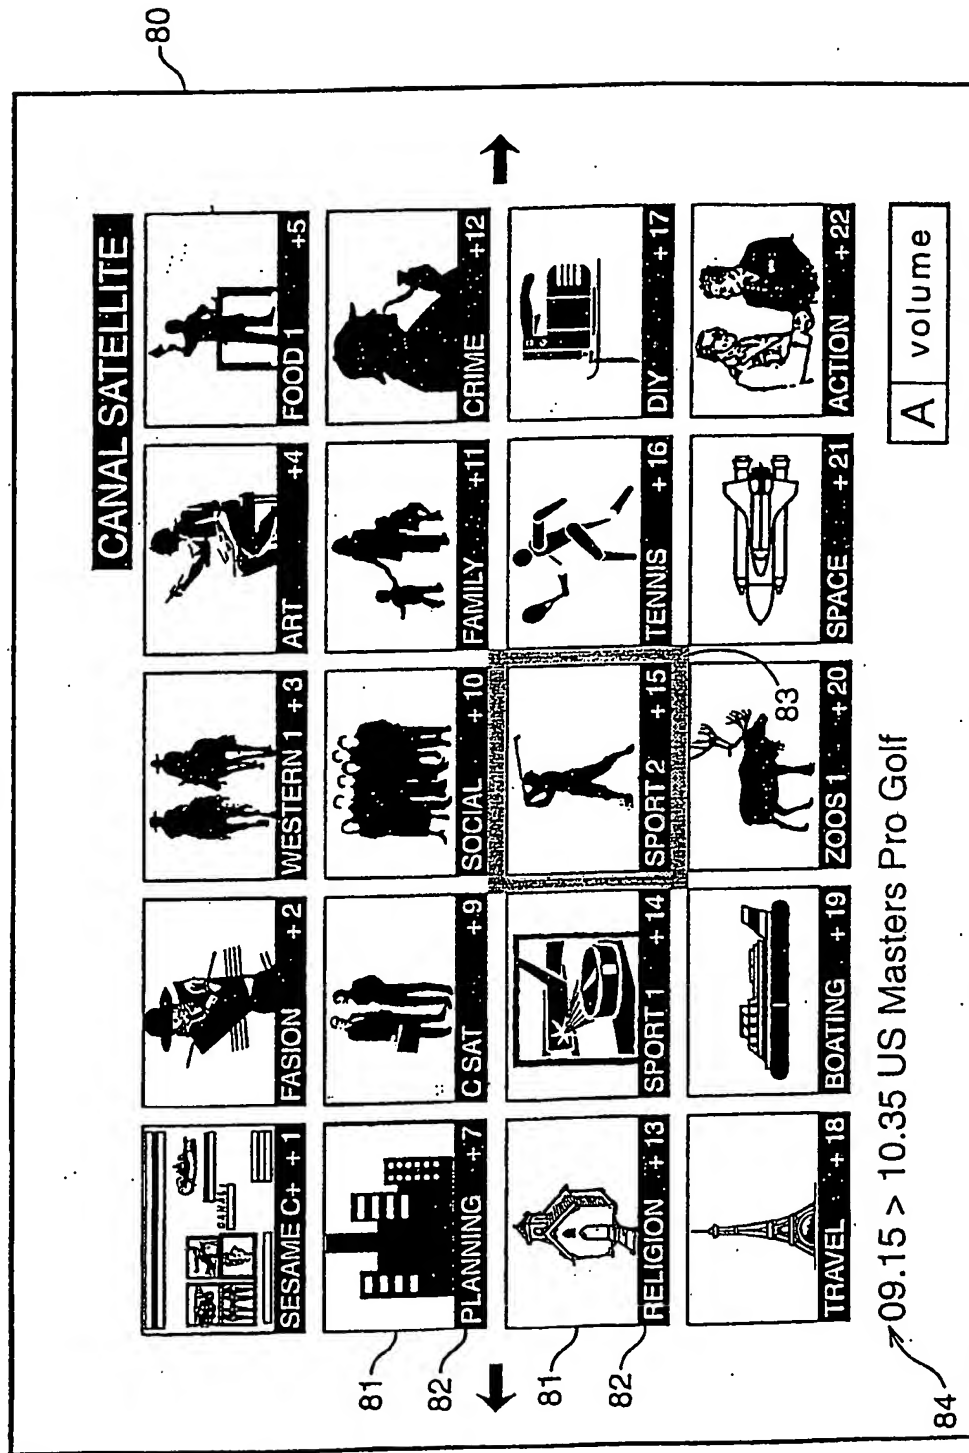 80
CANAL SATELLITE
SESAME C+ + 1
FASION + 2
WESTERN 1 + 3
ART +4
FOOD 1 +5
81
82
PLANNING + 7
C SAT + 9
SOCIAL + 10
FAMILY +11
CRIME +12
81
82
RELIGION + 13
SPORT 1 + 14
SPORT 2 + 15
TENNIS + 16
DIY + 17
83
TRAVEL + 18
BOATING + 19
ZOOS 1 + 20
SPACE + 21
ACTION + 22
84
09.15 > 10.35 US Masters Pro Golf
A volume